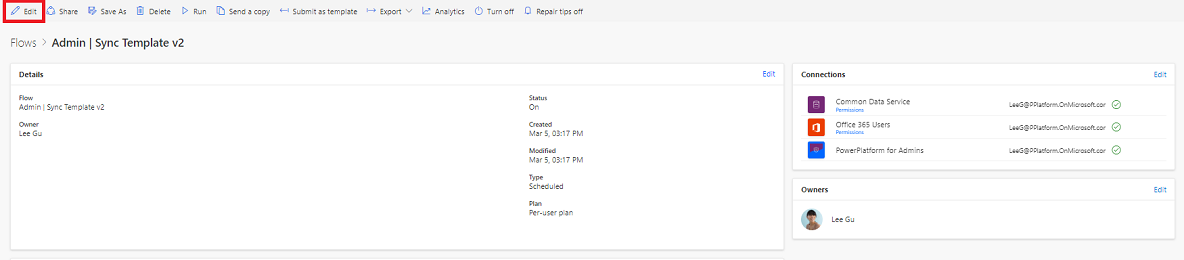 Edit Share Save As Delete Run Send a copy Submit as template Export Analytics Turn off Repair tips off
Flows > Admin | Sync Template v2
Details Edit
Flow
Admin | Sync Template v2
Owner
Lee Gu
Status
On
Created
Mar 5, 03:17 PM
Modified
Mar 5, 03:17 PM
Type
Scheduled
Plan
Per-user plan
Connections Edit
Common Data Service
Permissions
LeeG@PPlatform.OnMicrosoft.cor
Office 365 Users
Permissions
LeeG@PPlatform.OnMicrosoft.cor
PowerPlatform for Admins
LeeG@PPlatform.OnMicrosoft.cor
Owners Edit
Lee Gu